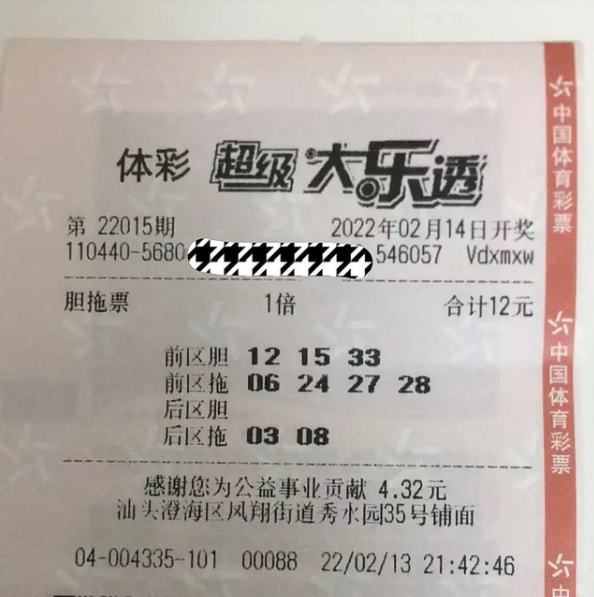 体彩 超级大乐透
第 22015期 2022年02月14日开奖
110440-5680 546057 Vdxmxw
胆拖票 1倍 合计12元
前区胆 12 15 33
前区拖 06 24 27 28
后区胆
后区拖 03 08
感谢您为公益事业贡献 4.32元
汕头澄海区凤翔街道秀水园35号铺面
04-004335-101 00088 22/02/13 21:42:46
中国体育彩票
中国体育彩票
中